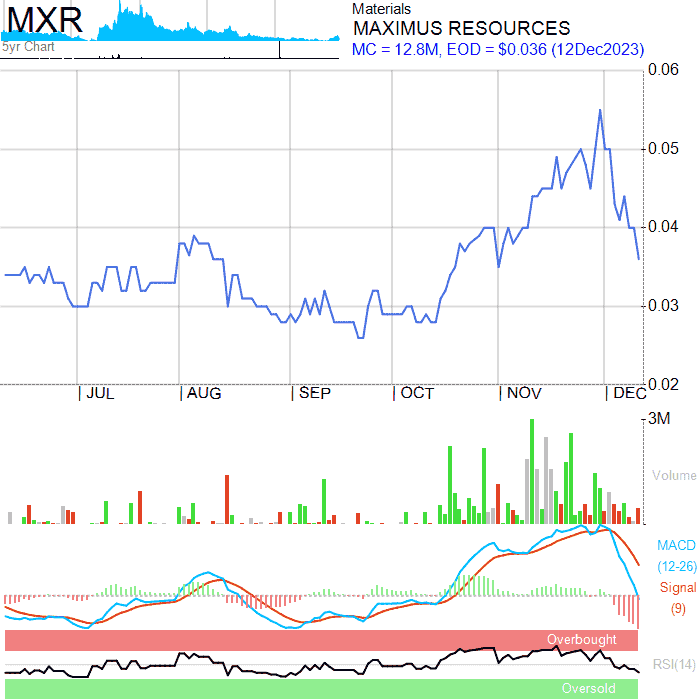 MXR
5yr Chart
Materials
MAXIMUS RESOURCES
MC = 12.8M, EOD = $0.036 (12Dec2023)
0.06
0.05
0.04
0.03
0.02
JUL AUG SEP OCT NOV DEC
3M
Volume
MACD
(12-26)
Signal
(9)
Overbought
RSI(14)
Oversold